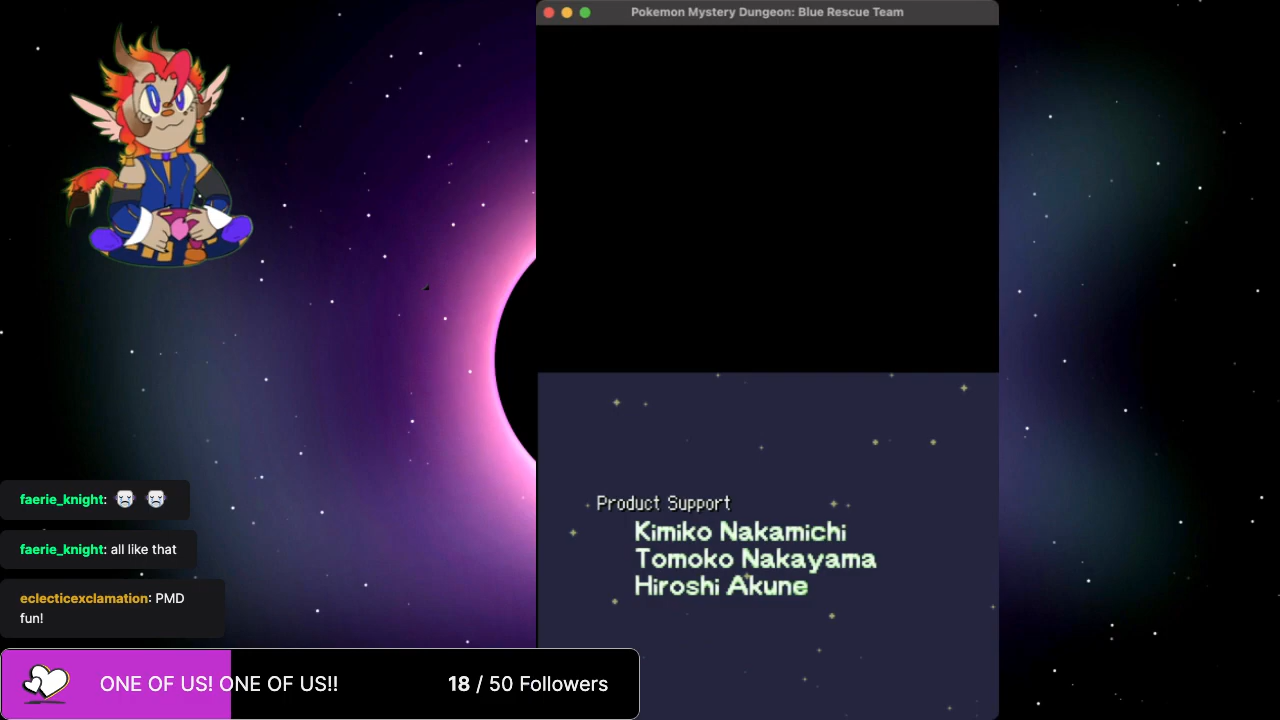 Pokemon Mystery Dungeon: Blue Rescue Team
Product Support
Kimiko Nakamichi
Tomoko Nakayama
Hiroshi Akune
faerie_knight:
faerie_knight: all like that
eclecticexclamation: PMD
fun!
ONE OF US! ONE OF US!! 18 / 50 Followers